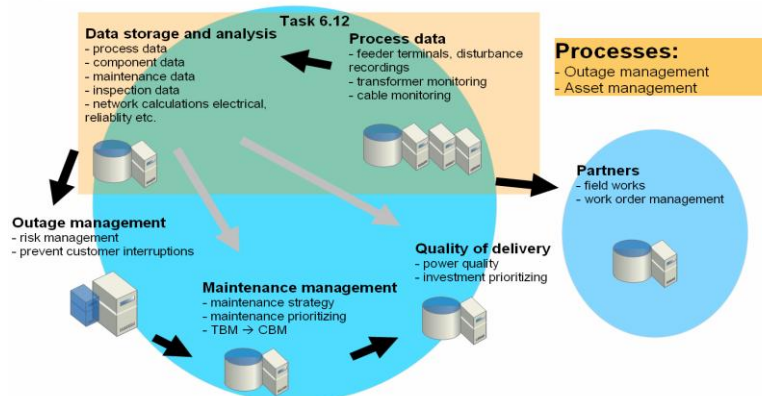 Task 6.12
Data storage and analysis
- process data
- component data
- maintenance data
- inspection data
- network calculations electrical,
reliablity etc.
Process data
- feeder terminals, disturbance
recordings
- transformer monitoring
- cable monitoring
Processes:
- Outage management
- Asset management
Partners
- field works
- work order management
Outage management
- risk management
- prevent customer interruptions
Quality of delivery
- power quality
- investment prioritizing
Maintenance management
- maintenance strategy
- maintenance prioritizing
- TBM → CBM